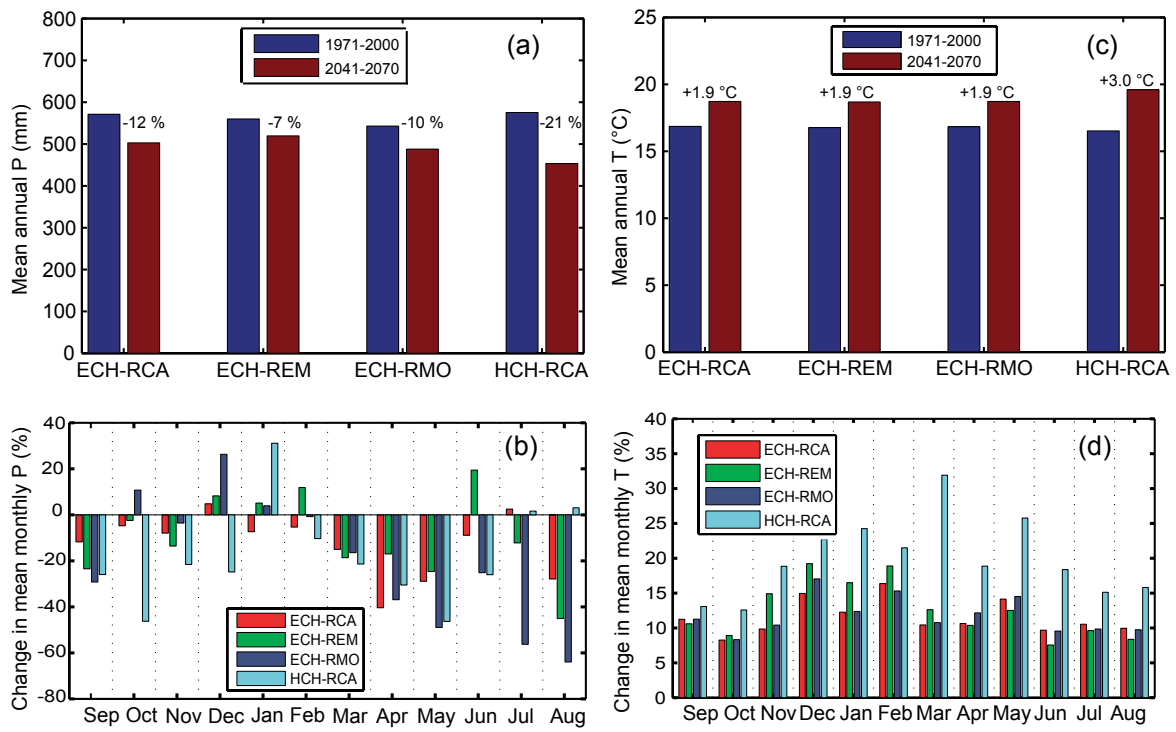 (a)
Mean annual P (mm)
800
700
600
500
400
300
200
100
0
1971-2000
2041-2070
-12 %
-7 %
-10 %
-21 %
ECH-RCA
ECH-REM
ECH-RMO
HCH-RCA
(c)
Mean annual T (°C)
25
20
15
10
5
0
1971-2000
2041-2070
+1.9 °C
+1.9 °C
+1.9 °C
+3.0 °C
ECH-RCA
ECH-REM
ECH-RMO
HCH-RCA
(b)
Change in mean monthly P (%)
40
20
0
-20
-40
-60
-80
ECH-RCA
ECH-REM
ECH-RMO
HCH-RCA
Sep Oct Nov Dec Jan Feb Mar Apr May Jun Jul Aug
(d)
Change in mean monthly T (%)
40
35
30
25
20
15
10
5
0
ECH-RCA
ECH-REM
ECH-RMO
HCH-RCA
Sep Oct Nov Dec Jan Feb Mar Apr May Jun Jul Aug